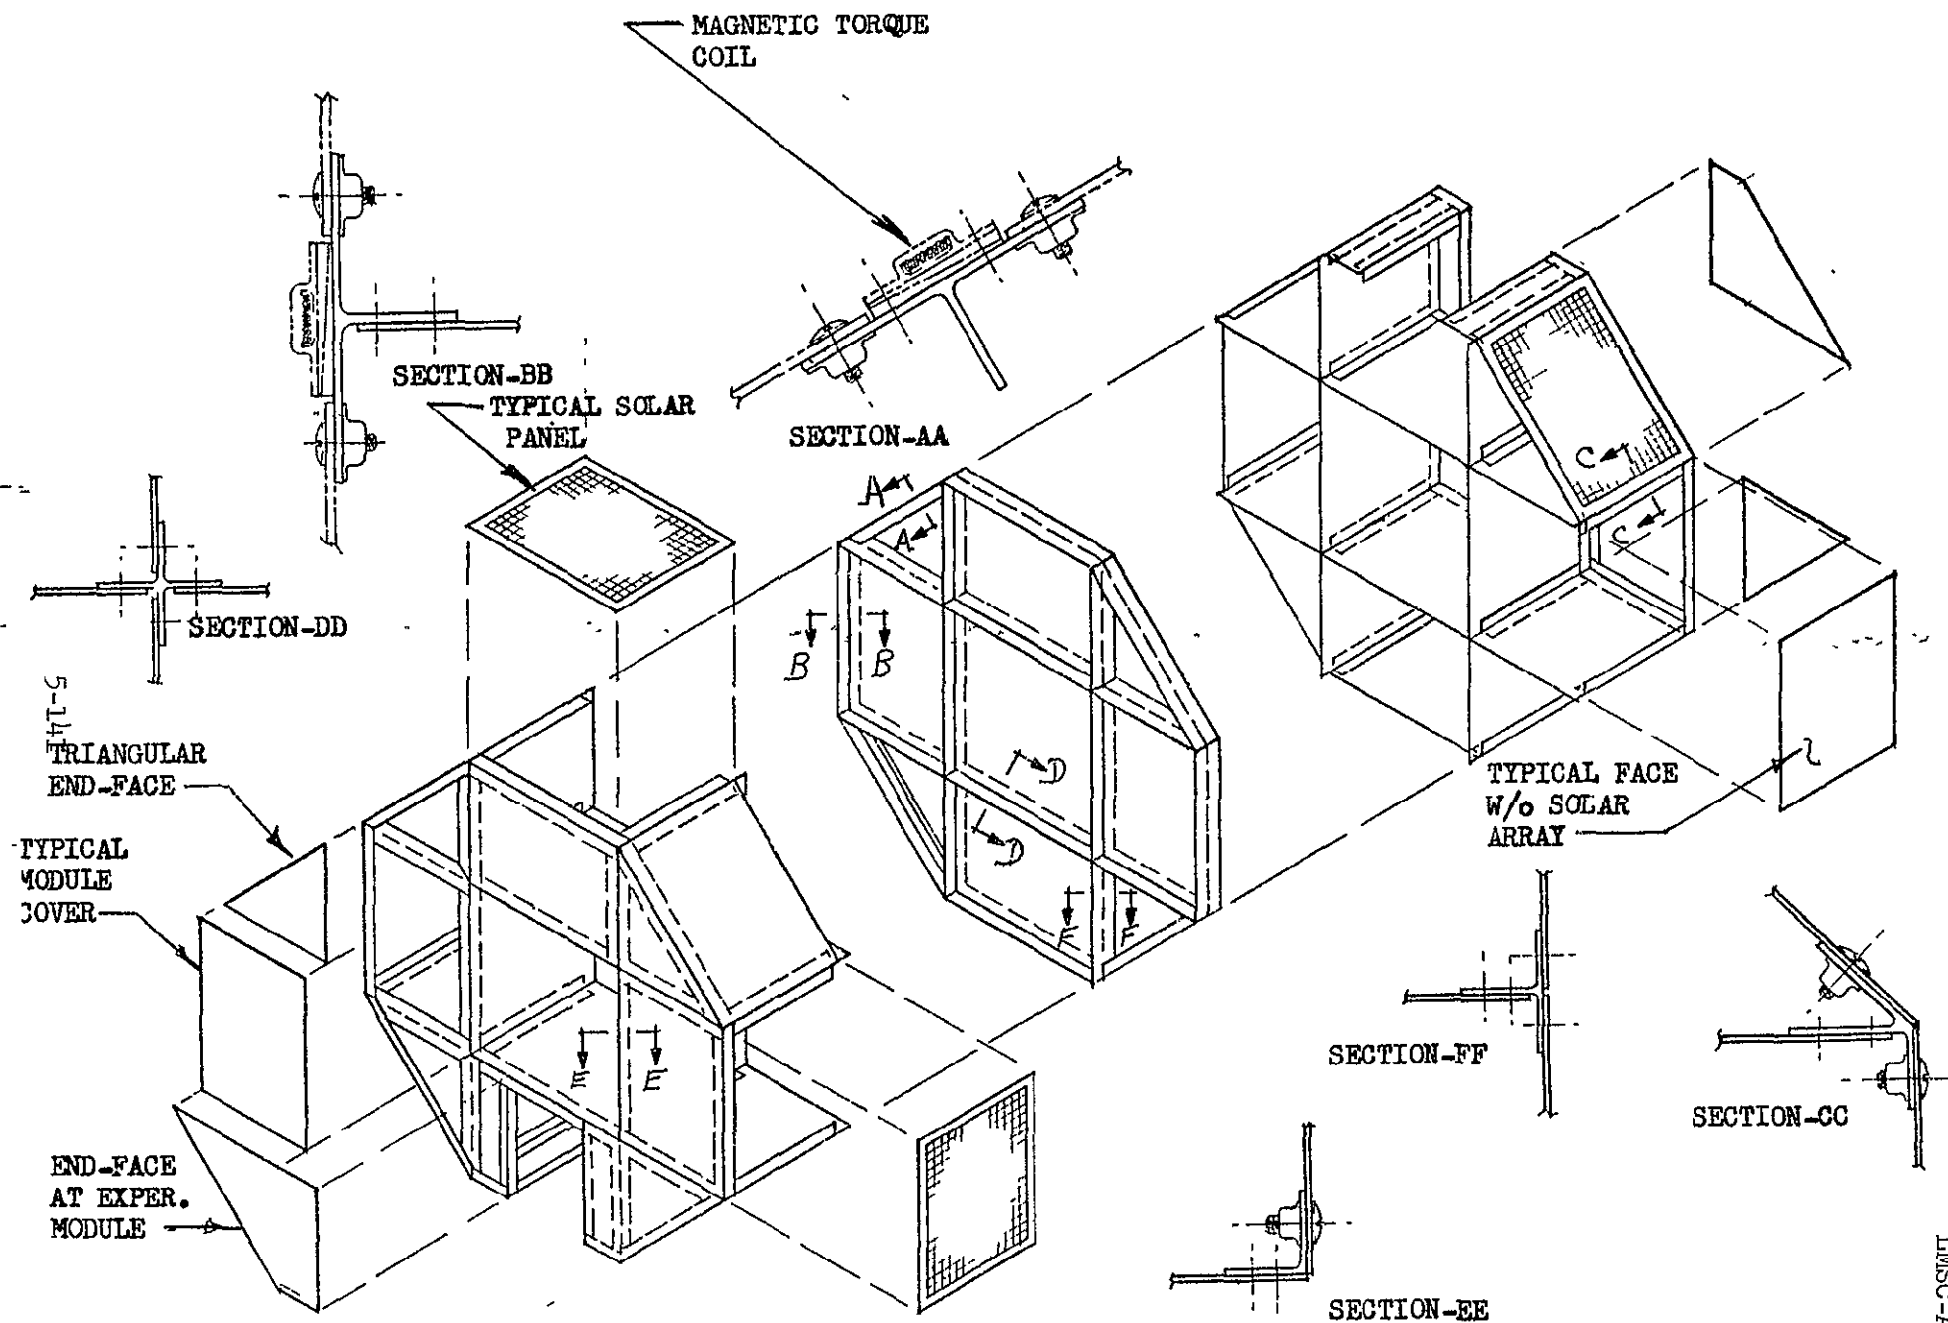 MAGNETIC TORQUE
COIL
SECTION-BB
TYPICAL SOLAR
PANEL
SECTION-AA
A
A
C
C
SECTION-DD
B
B
5-141
TRIANGULAR
END-FACE
D
D
TYPICAL FACE
W/o SOLAR
ARRAY
TYPICAL
MODULE
COVER
F
F
E
E
SECTION-FF
SECTION-CC
END-FACE
AT EXPER.
MODULE
SECTION-EE